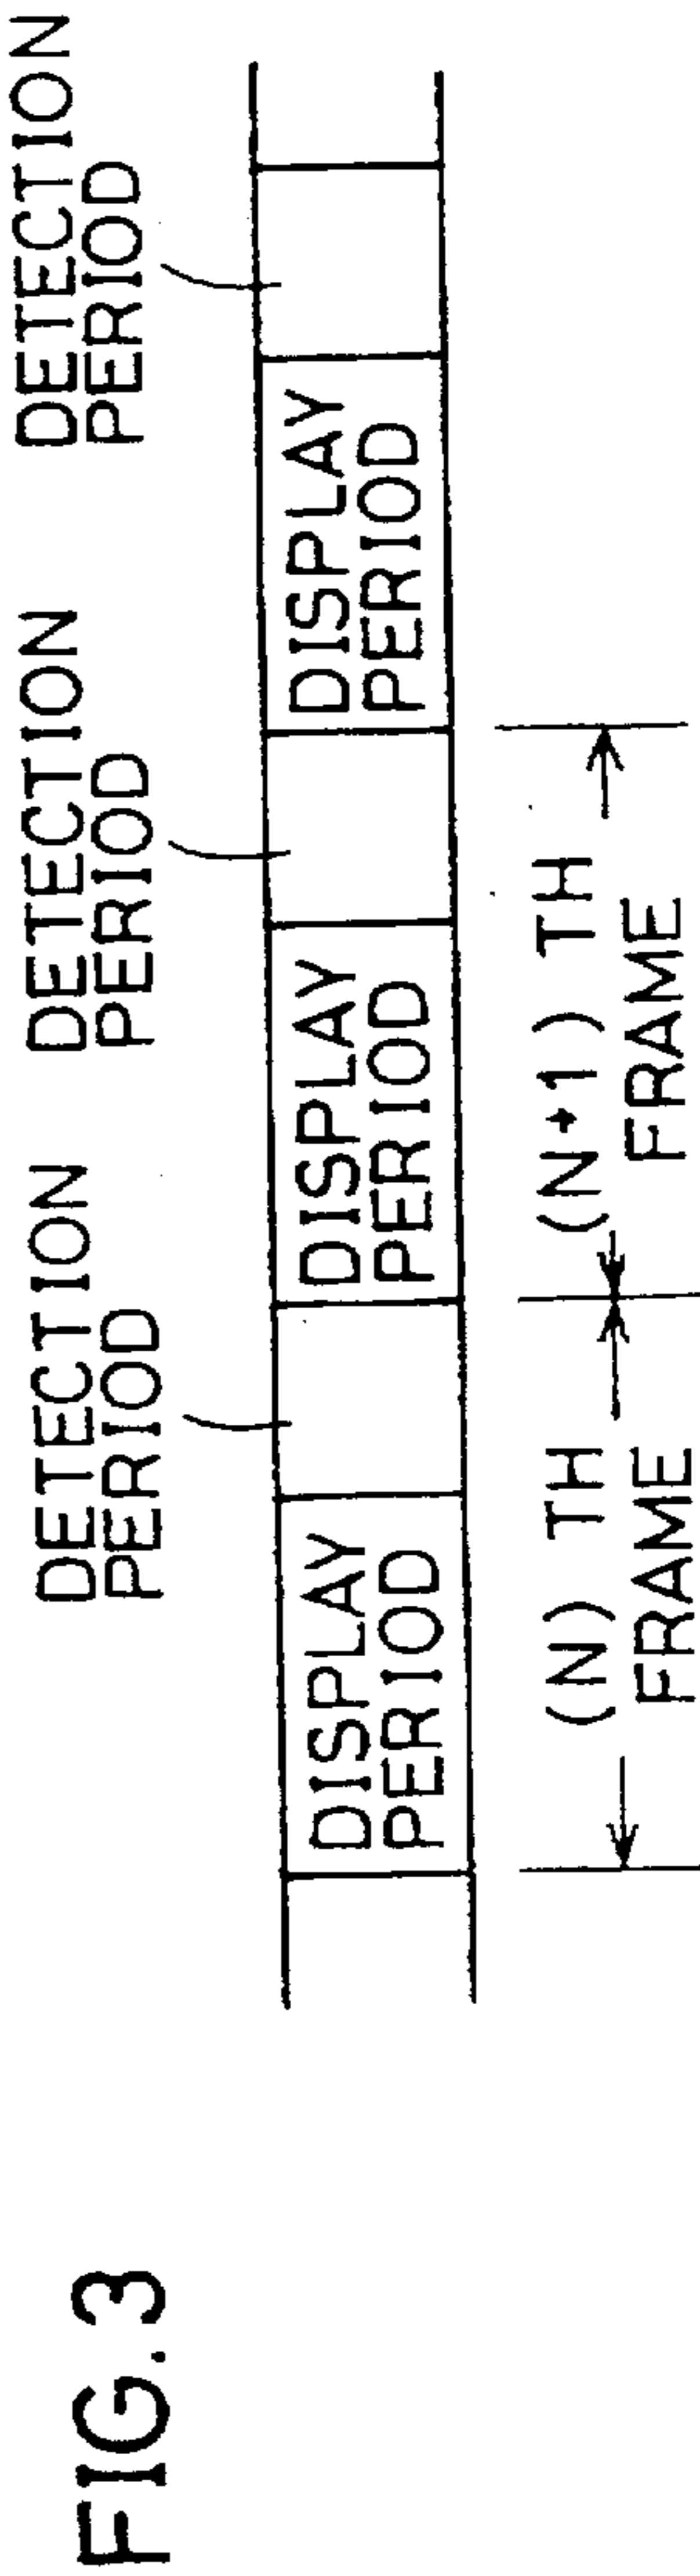 FIG. 3
DETECTION
PERIOD
DETECTION
PERIOD
DETECTION
PERIOD
DISPLAY
PERIOD
DISPLAY
PERIOD
DISPLAY
PERIOD
(N) TH
FRAME
(N+1) TH
FRAME